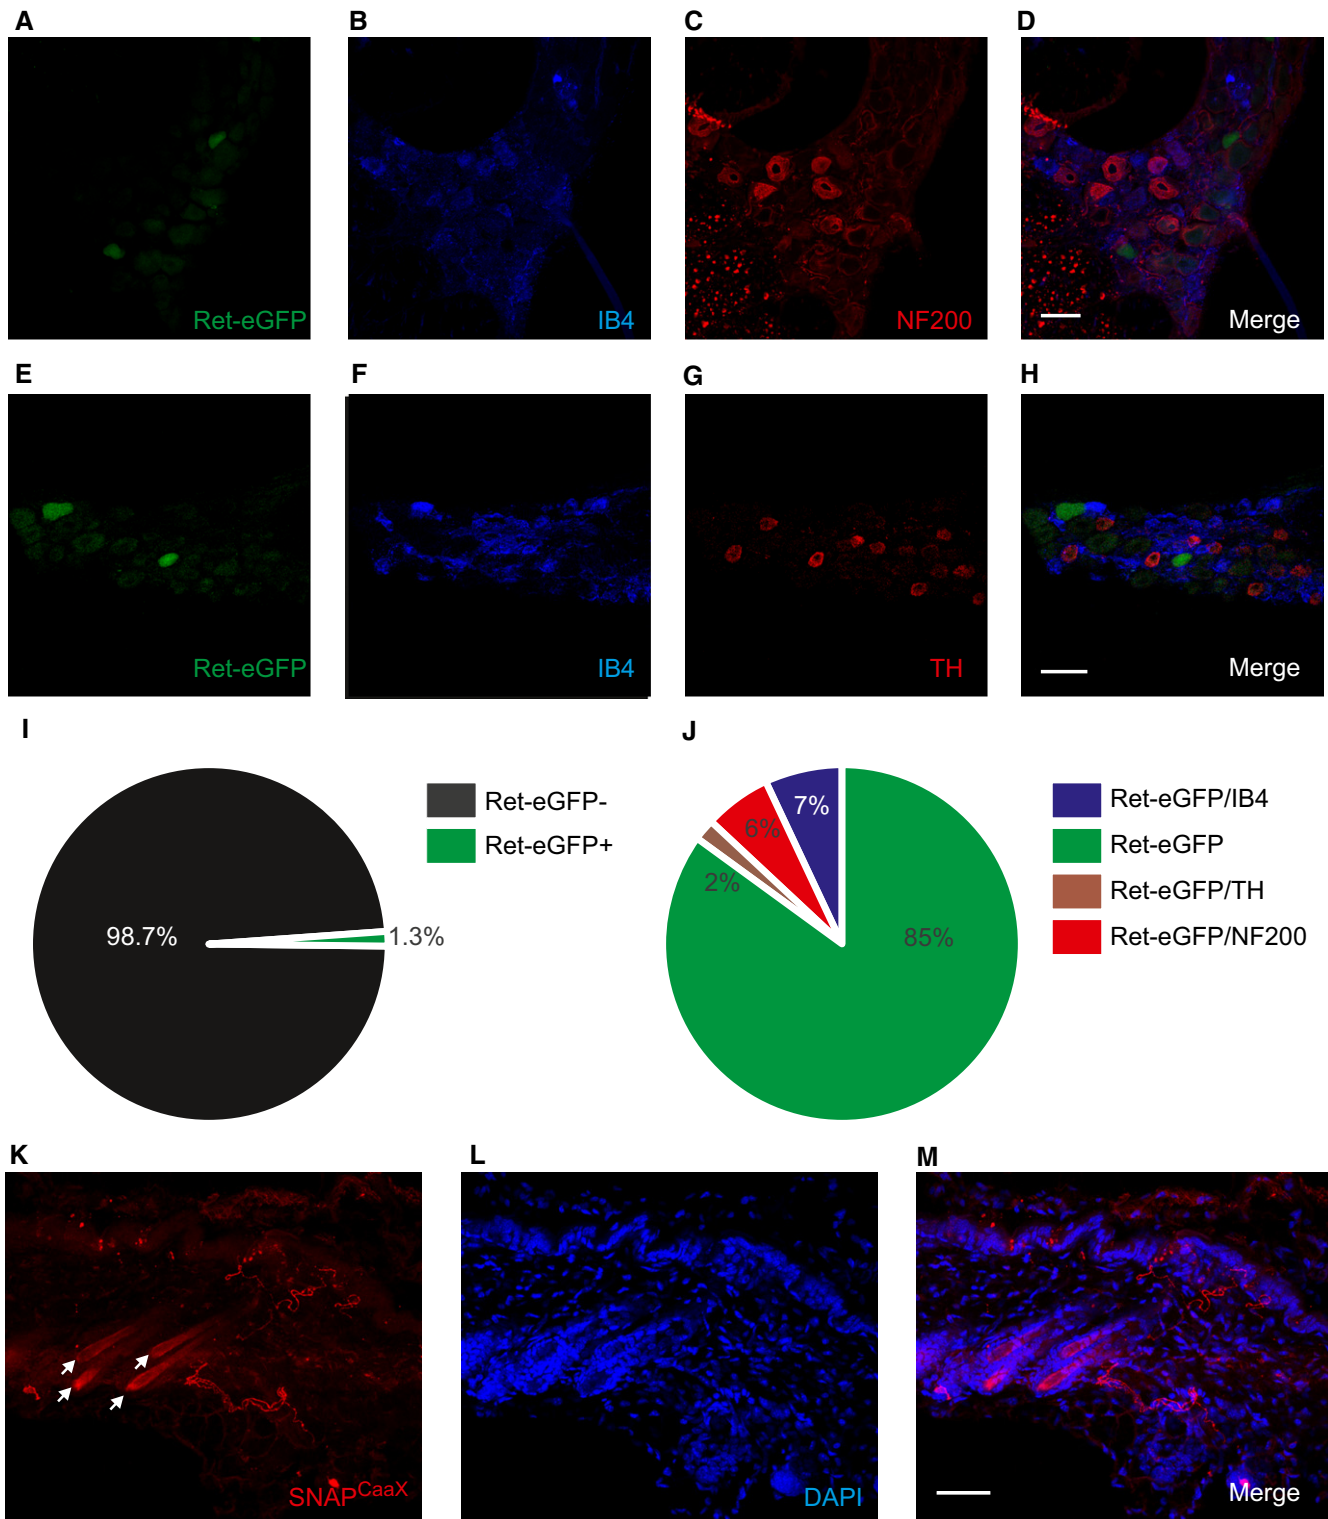 A
B
C
D
Ret-eGFP
IB4
NF200
Merge
E
F
G
H
Ret-eGFP
IB4
TH
Merge
I
J
98.7%
1.3%
Ret-eGFP-
Ret-eGFP+
7%
6%
2%
85%
Ret-eGFP/IB4
Ret-eGFP
Ret-eGFP/TH
Ret-eGFP/NF200
K
L
M
SNAPCaaX
DAPI
Merge